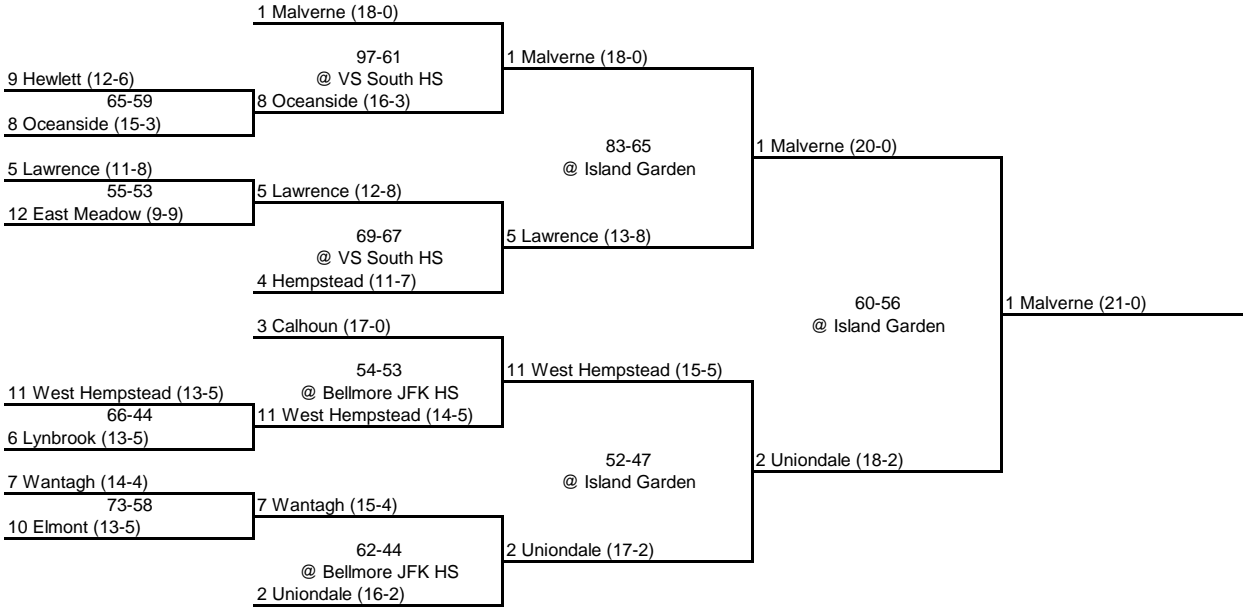 1 Malverne (18-0)
97-61
@ VS South HS
1 Malverne (18-0)
9 Hewlett (12-6)
65-59
8 Oceanside (16-3)
8 Oceanside (15-3)
83-65
@ Island Garden
1 Malverne (20-0)
5 Lawrence (11-8)
55-53
5 Lawrence (12-8)
12 East Meadow (9-9)
69-67
@ VS South HS
5 Lawrence (13-8)
4 Hempstead (11-7)
60-56
@ Island Garden
1 Malverne (21-0)
3 Calhoun (17-0)
54-53
@ Bellmore JFK HS
11 West Hempstead (15-5)
11 West Hempstead (13-5)
66-44
11 West Hempstead (14-5)
6 Lynbrook (13-5)
52-47
@ Island Garden
2 Uniondale (18-2)
7 Wantagh (14-4)
73-58
7 Wantagh (15-4)
10 Elmont (13-5)
62-44
@ Bellmore JFK HS
2 Uniondale (17-2)
2 Uniondale (16-2)